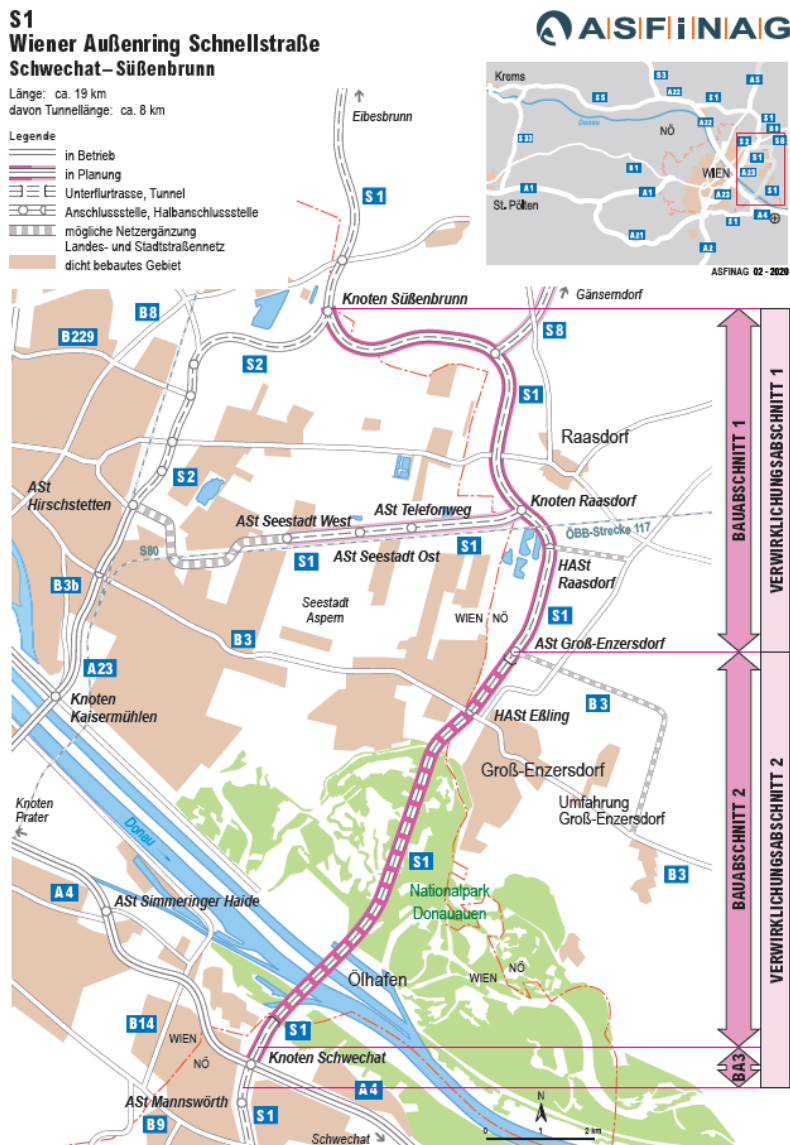 S1
Wiener Außenring Schnellstraße
Schwechat–Süßenbrunn
Länge: ca. 19 km
davon Tunnellänge: ca. 8 km
Legende
in Betrieb
in Planung
Unterflurtrasse, Tunnel
Anschlussstelle, Halbanschlussstelle
mögliche Netzergänzung
Landes- und Stadtstraßennetz
dicht bebautes Gebiet
ASFiNAG
Krems
S5
S3
A22
S1
A5
Donau
NÖ
A22
S1
S2
S8
S33
S1
WIEN
S1
A23
A1
St. Pölten
A1
A23
S1
A21
S1
A4
A2
ASFINAG 02 - 2020
Eibesbrunn
S1
Knoten Süßenbrunn
Gänserndorf
B8
B229
S2
S8
S1
Raasdorf
S2
ASt
Hirschstetten
ASt Seestadt West
ASt Telefonweg
Knoten Raasdorf
ÖBB-Strecke 117
S80
S1
ASt Seestadt Ost
S1
HASt
Raasdorf
B3b
Seestadt
Aspern
WIEN
NÖ
S1
B3
ASt Groß-Enzersdorf
A23
Knoten
Kaisermühlen
HASt Eßling
B3
Groß-Enzersdorf
Umfahrung
Groß-Enzersdorf
Knoten
Prater
Donau
S1
B3
Nationalpark
Donauauen
A4
ASt Simmeringer Haide
Ölhafen
WIEN
NÖ
B14
WIEN
NÖ
S1
Knoten Schwechat
A4
ASt Mannswörth
S1
B9
Schwechat
N
0 1 2 km
BAUABSCHNITT 1
VERWIRKLICHUNGSABSCHNITT 1
BAUABSCHNITT 2
VERWIRKLICHUNGSABSCHNITT 2
BA3